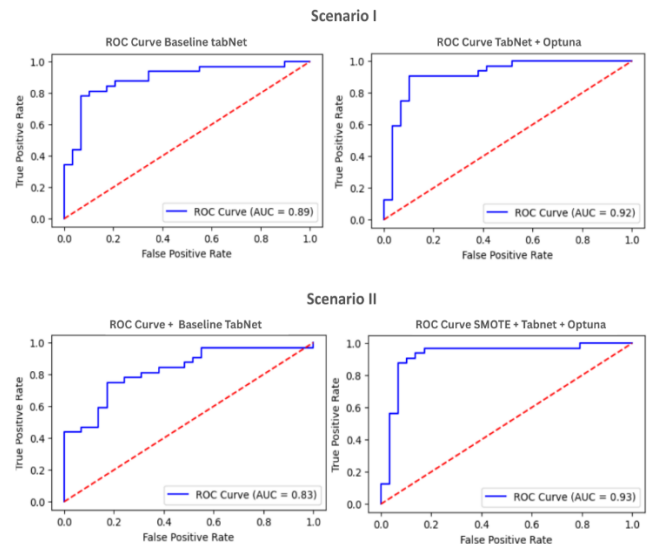 Scenario I
ROC Curve Baseline tabNet
True Positive Rate
1.0
0.8
0.6
0.4
0.2
0.0
ROC Curve (AUC = 0.89)
0.0 0.2 0.4 0.6 0.8 1.0
False Positive Rate
ROC Curve TabNet + Optuna
True Positive Rate
1.0
0.8
0.6
0.4
0.2
0.0
ROC Curve (AUC = 0.92)
0.0 0.2 0.4 0.6 0.8 1.0
False Positive Rate
Scenario II
ROC Curve + Baseline TabNet
True Positive Rate
1.0
0.8
0.6
0.4
0.2
0.0
ROC Curve (AUC = 0.83)
0.0 0.2 0.4 0.6 0.8 1.0
False Positive Rate
ROC Curve SMOTE + Tabnet + Optuna
True Positive Rate
1.0
0.8
0.6
0.4
0.2
0.0
ROC Curve (AUC = 0.93)
0.0 0.2 0.4 0.6 0.8 1.0
False Positive Rate